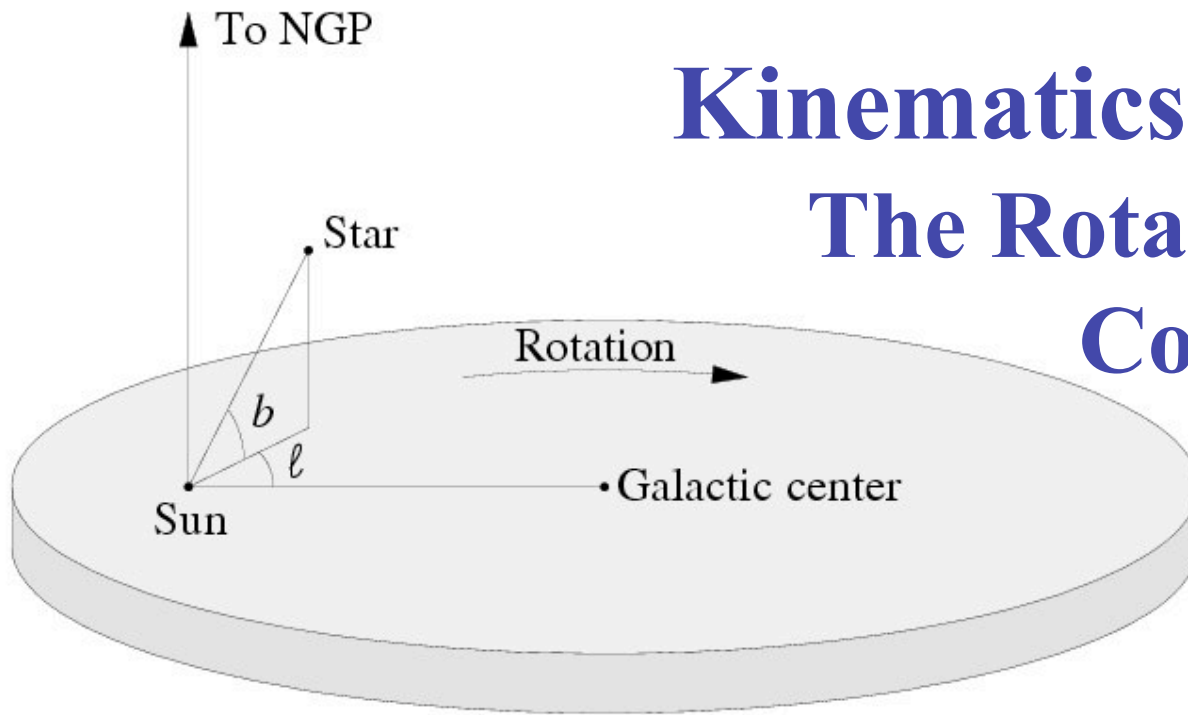 To NGP
Kinematics
The Rota
Co
Star
Rotation
b
ℓ
Galactic center
Sun